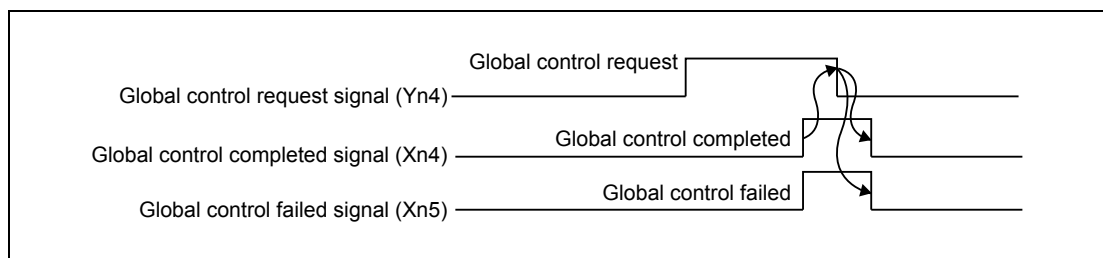 Global control request
Global control request signal (Yn4)
Global control completed
Global control completed signal (Xn4)
Global control failed
Global control failed signal (Xn5)